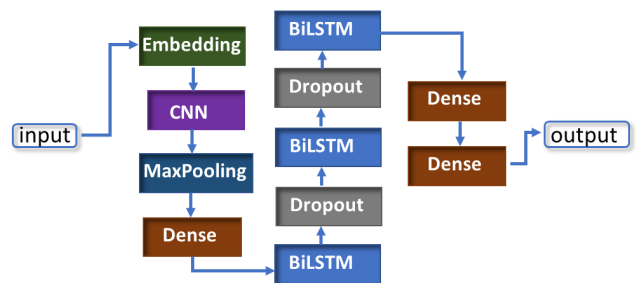 input
Embedding
CNN
MaxPooling
Dense
BiLSTM
Dropout
BiLSTM
Dropout
BiLSTM
Dense
Dense
output